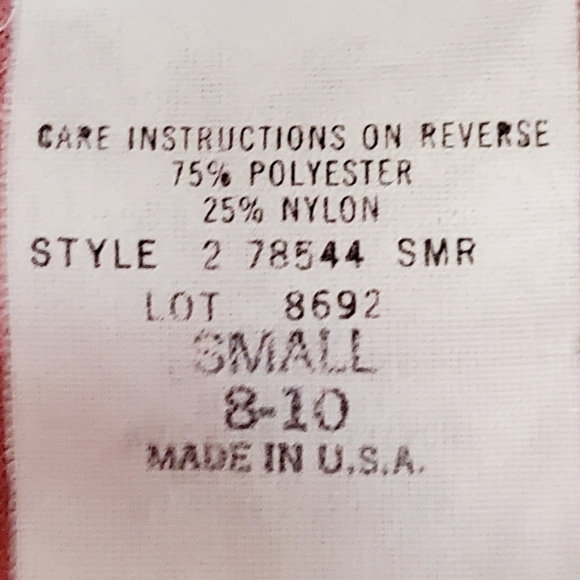 CARE INSTRUCTIONS ON REVERSE
75% POLYESTER
25% NYLON
STYLE 2 78544 SMR
LOT 8692
SMALL
8-10
MADE IN U.S.A.